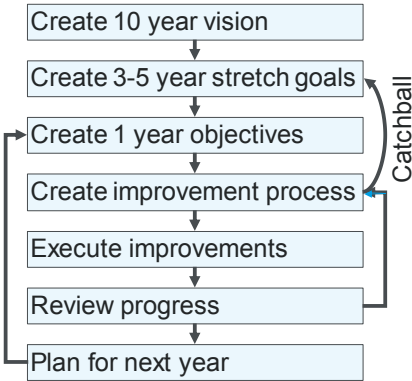 Create 10 year vision
Create 3-5 year stretch goals
Create 1 year objectives
Create improvement process
Execute improvements
Review progress
Plan for next year
Catchball